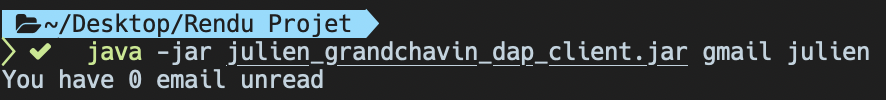 ~/Desktop/Rendu Projet
❯ ✔ java -jar julien_grandchavin_dap_client.jar gmail julien
You have 0 email unread